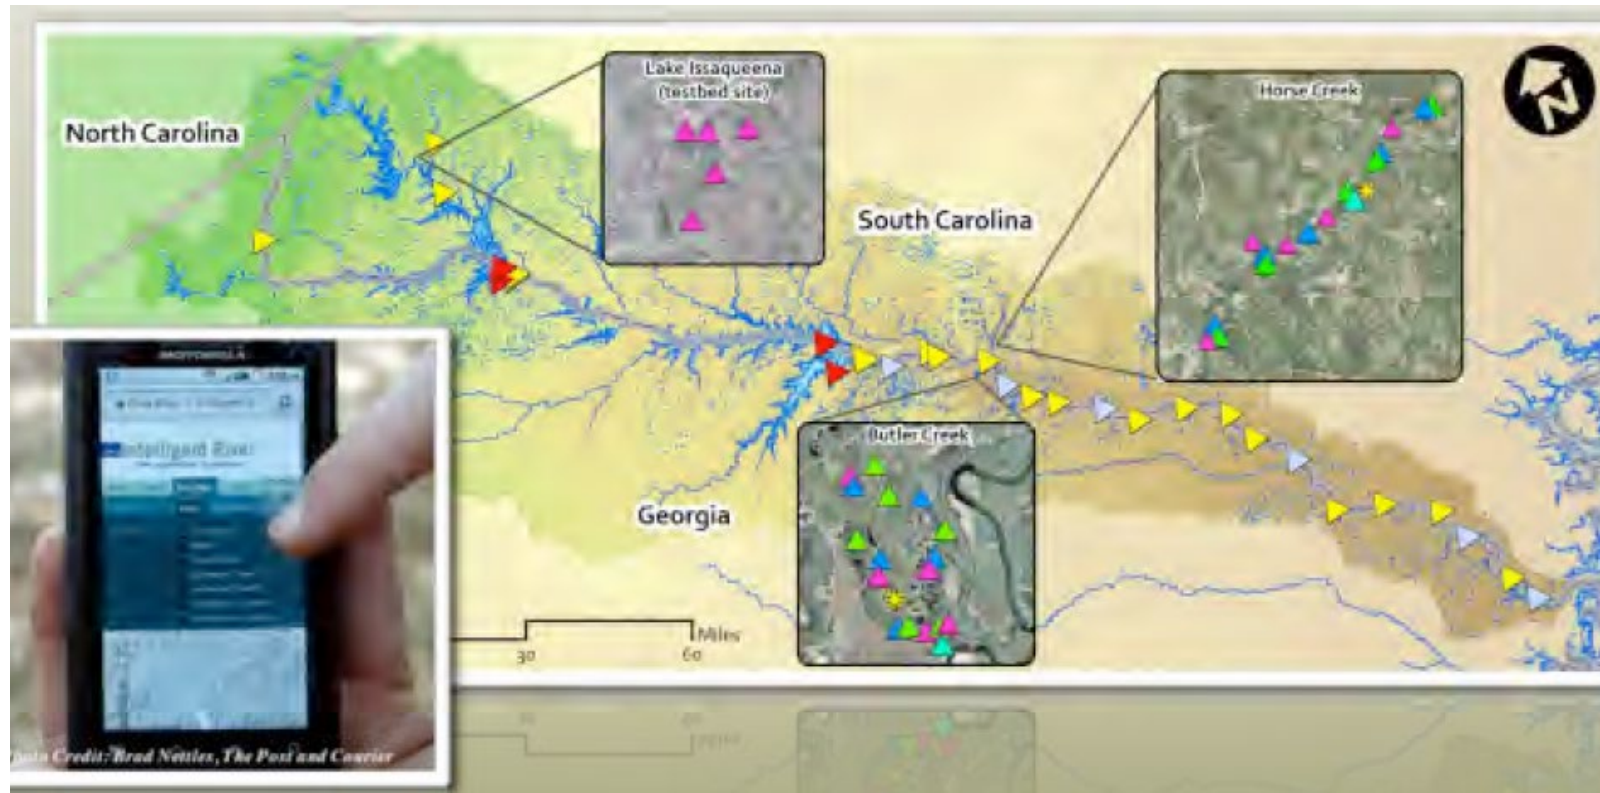 North Carolina
Lake Issaqueena
(testbed site)
Horse Creek
N
South Carolina
MOTOROLA
Intelligent River
Butler Creek
Georgia
Miles
30
60
Photo Credit: Brad Nettles, The Post and Courier